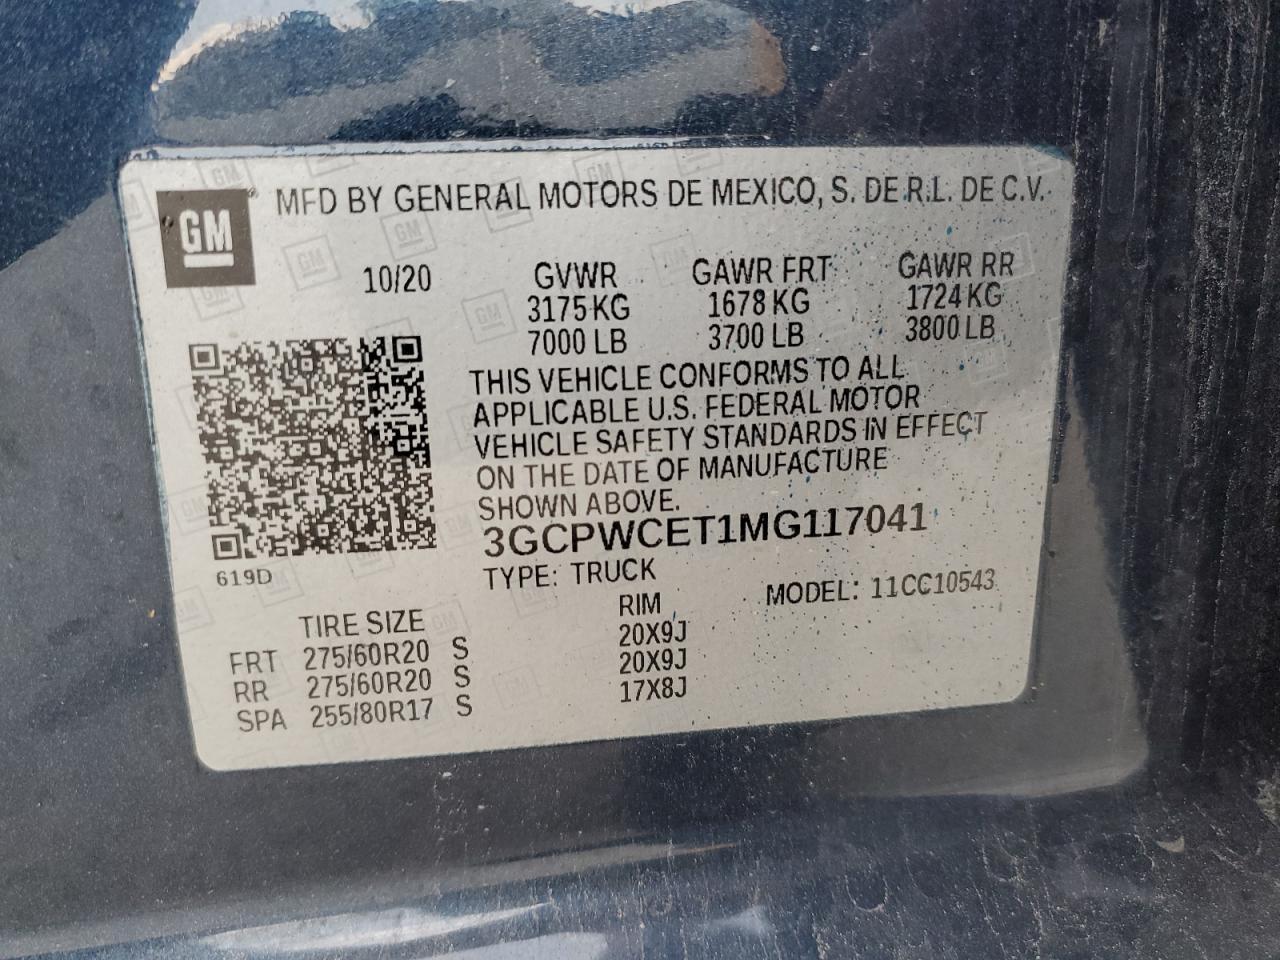 GM
MFD BY GENERAL MOTORS DE MEXICO, S. DE R.L. DE C.V.
10/20 GVWR GAWR FRT GAWR RR
3175 KG 1678 KG 1724 KG
7000 LB 3700 LB 3800 LB
THIS VEHICLE CONFORMS TO ALL
APPLICABLE U.S. FEDERAL MOTOR
VEHICLE SAFETY STANDARDS IN EFFECT
ON THE DATE OF MANUFACTURE
SHOWN ABOVE.
3GCPWCET1MG117041
619D
TYPE: TRUCK MODEL: 11CC10543
TIRE SIZE RIM
FRT 275/60R20 S 20X9J
RR 275/60R20 S 20X9J
SPA 255/80R17 S 17X8J